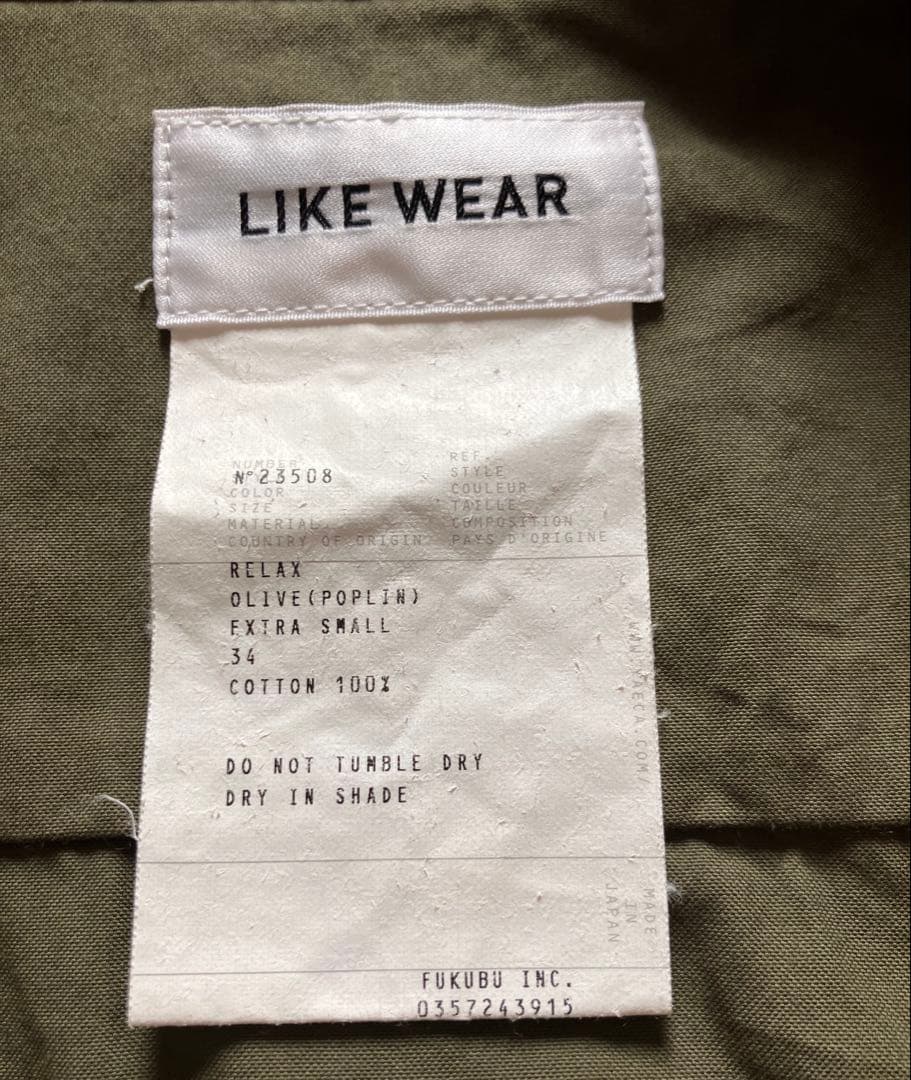 LIKE WEAR
NUMBER REF.
N°23508 STYLE
COLOR COULEUR
SIZE TAILLE
MATERIAL COMPOSITION
COUNTRY OF ORIGIN PAYS D'ORIGINE
RELAX
OLIVE(POPLIN)
EXTRA SMALL
34
COTTON 100%
DO NOT TUMBLE DRY
DRY IN SHADE
MADE
IN
JAPAN
FUKUBU INC.
0357243915